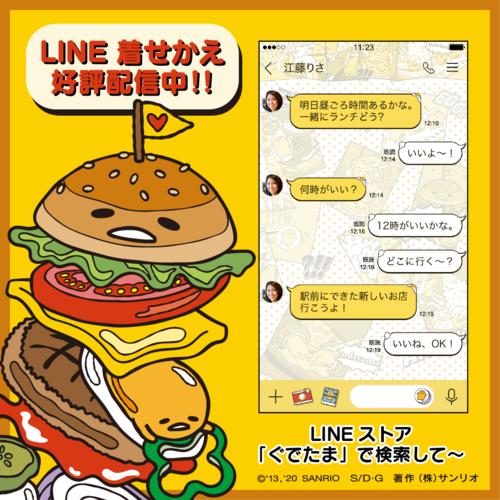 LINE 着せかえ
好評配信中!!
11:23
江藤りさ
明日昼ごろ時間あるかな。
一緒にランチどう?
12:10
いいよ〜!
既読
12:14
何時がいい?
12:14
12時がいいかな。
既読
12:16
どこに行く〜?
既読
12:16
駅前にできた新しいお店
行こうよ!
12:19
いいね、OK!
既読
12:19
LINEストア
「ぐでたま」で検索して〜
©'13,'20 SANRIO S/D·G 著作(株)サンリオ